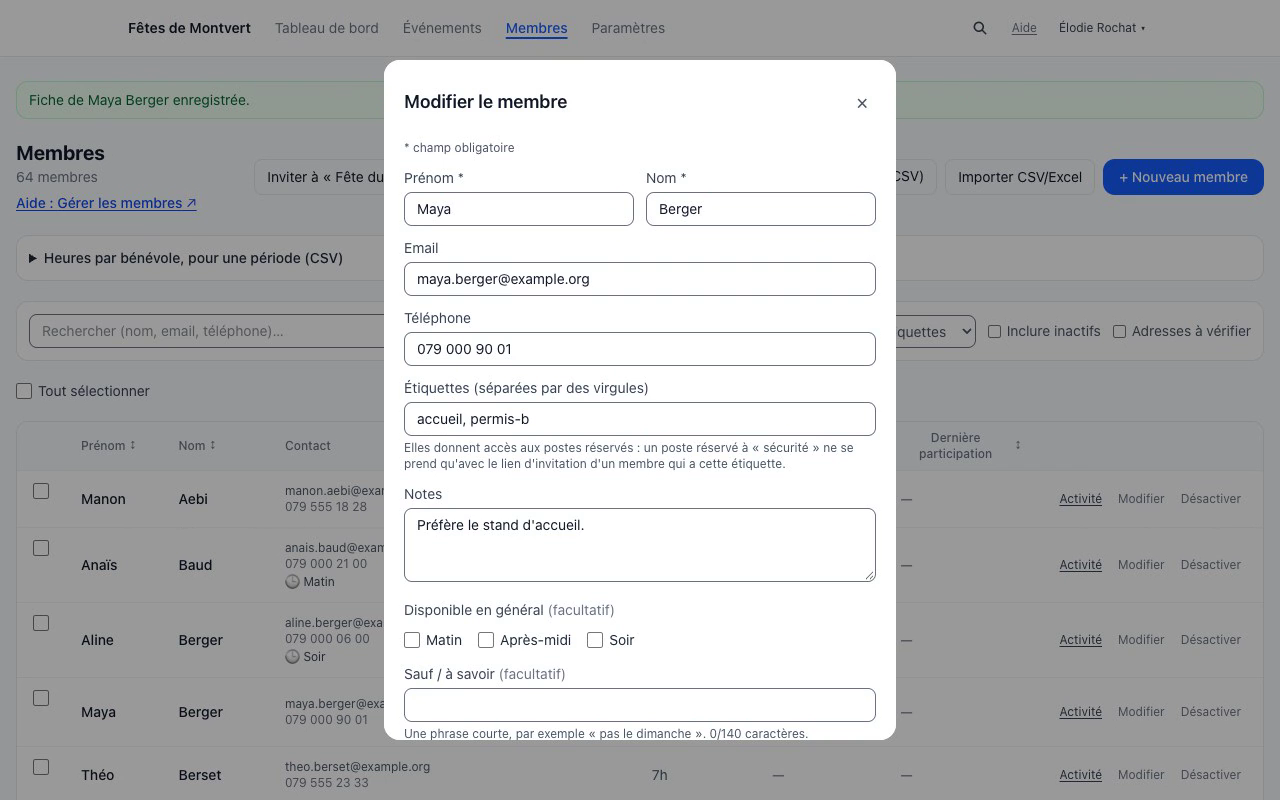 Fêtes de Montvert Tableau de bord Événements Membres Paramètres Aide Élodie Rochat
Fiche de Maya Berger enregistrée.
Membres
64 membres
Aide : Gérer les membres ↗
Inviter à « Fête du
CSV)
Importer CSV/Excel
+ Nouveau membre
Heures par bénévole, pour une période (CSV)
Rechercher (nom, email, téléphone)…
quettes
Inclure inactifs
Adresses à vérifier
Tout sélectionner
Prénom ↕ Nom ↕ Contact Dernière participation ↕
Manon Aebi manon.aebi@exa — Activité Modifier Désactiver
079 555 18 28
Anaïs Baud anais.baud@exam — Activité Modifier Désactiver
079 000 21 00
Matin
Aline Berger aline.berger@exa — Activité Modifier Désactiver
079 000 06 00
Soir
Maya Berger maya.berger@exa — Activité Modifier Désactiver
079 000 90 01
Théo Berset theo.berset@example.org 7h — — Activité Modifier Désactiver
079 555 23 33
Modifier le membre ×
* champ obligatoire
Prénom * Nom *
Maya Berger
Email
maya.berger@example.org
Téléphone
079 000 90 01
Étiquettes (séparées par des virgules)
accueil, permis-b
Elles donnent accès aux postes réservés : un poste réservé à « sécurité » ne se
prend qu'avec le lien d'invitation d'un membre qui a cette étiquette.
Notes
Préfère le stand d'accueil.
Disponible en général (facultatif)
Matin Après-midi Soir
Sauf / à savoir (facultatif)
Une phrase courte, par exemple « pas le dimanche ». 0/140 caractères.